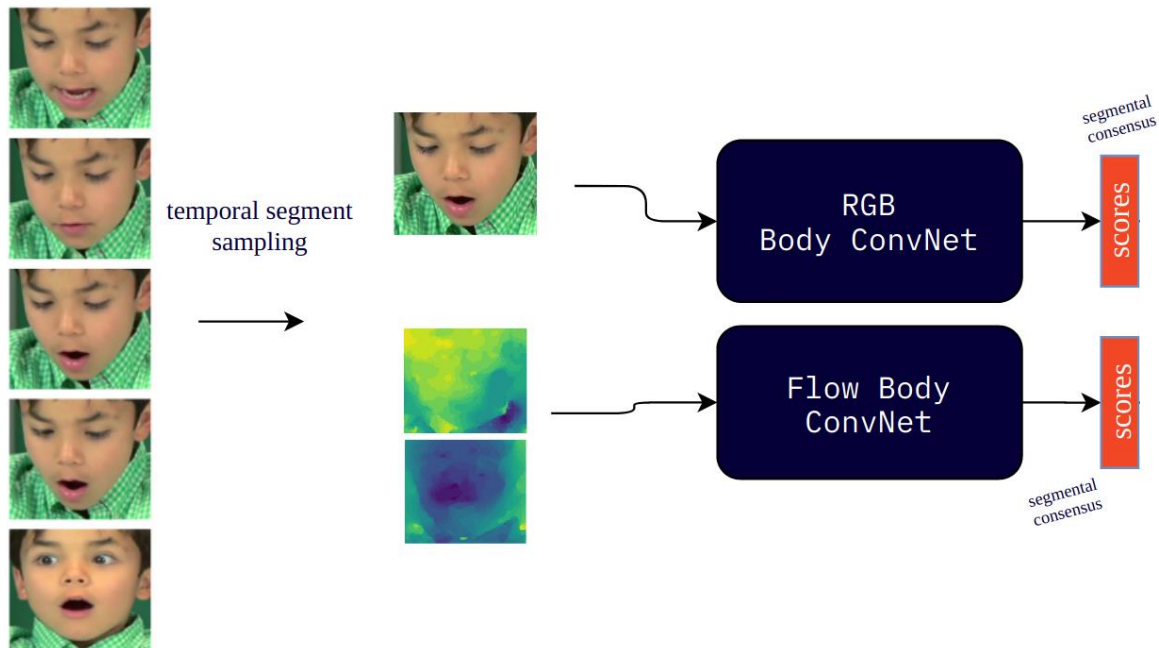 temporal segment
sampling
RGB
Body ConvNet
segmental
consensus
scores
Flow Body
ConvNet
scores
segmental
consensus